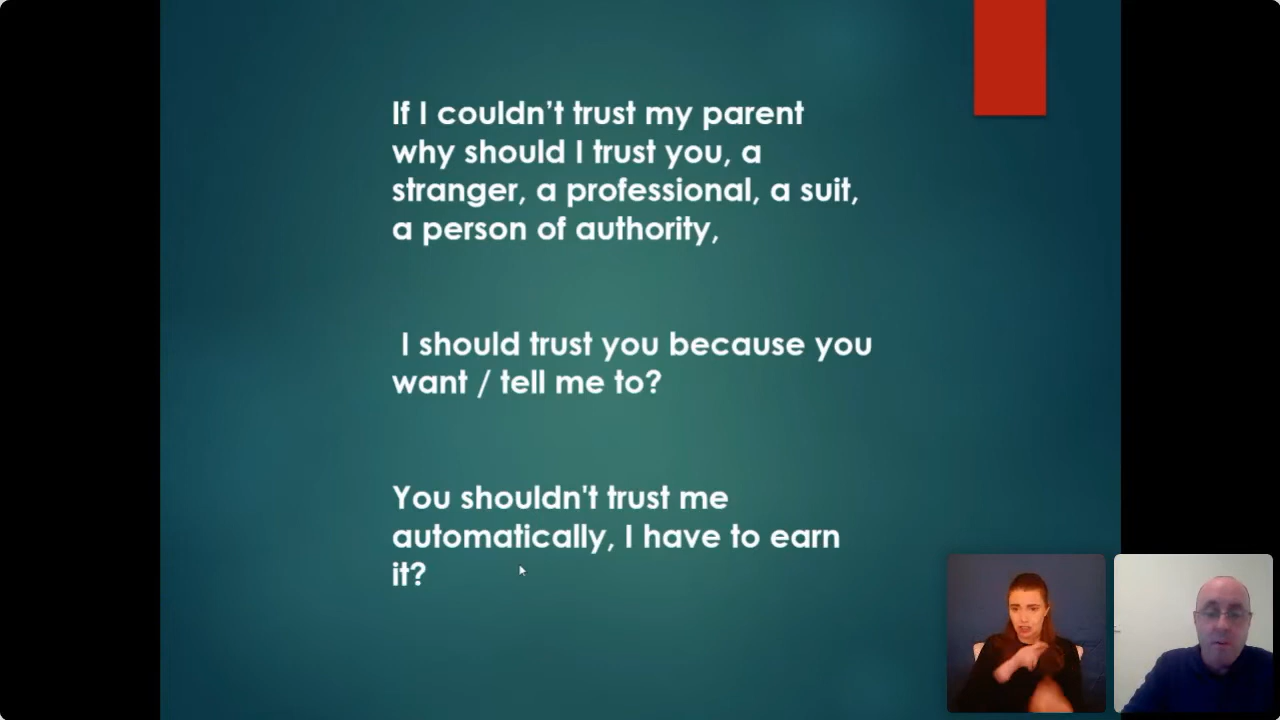 If I couldn’t trust my parent
why should I trust you, a
stranger, a professional, a suit,
a person of authority,
I should trust you because you
want / tell me to?
You shouldn't trust me
automatically, I have to earn
it?